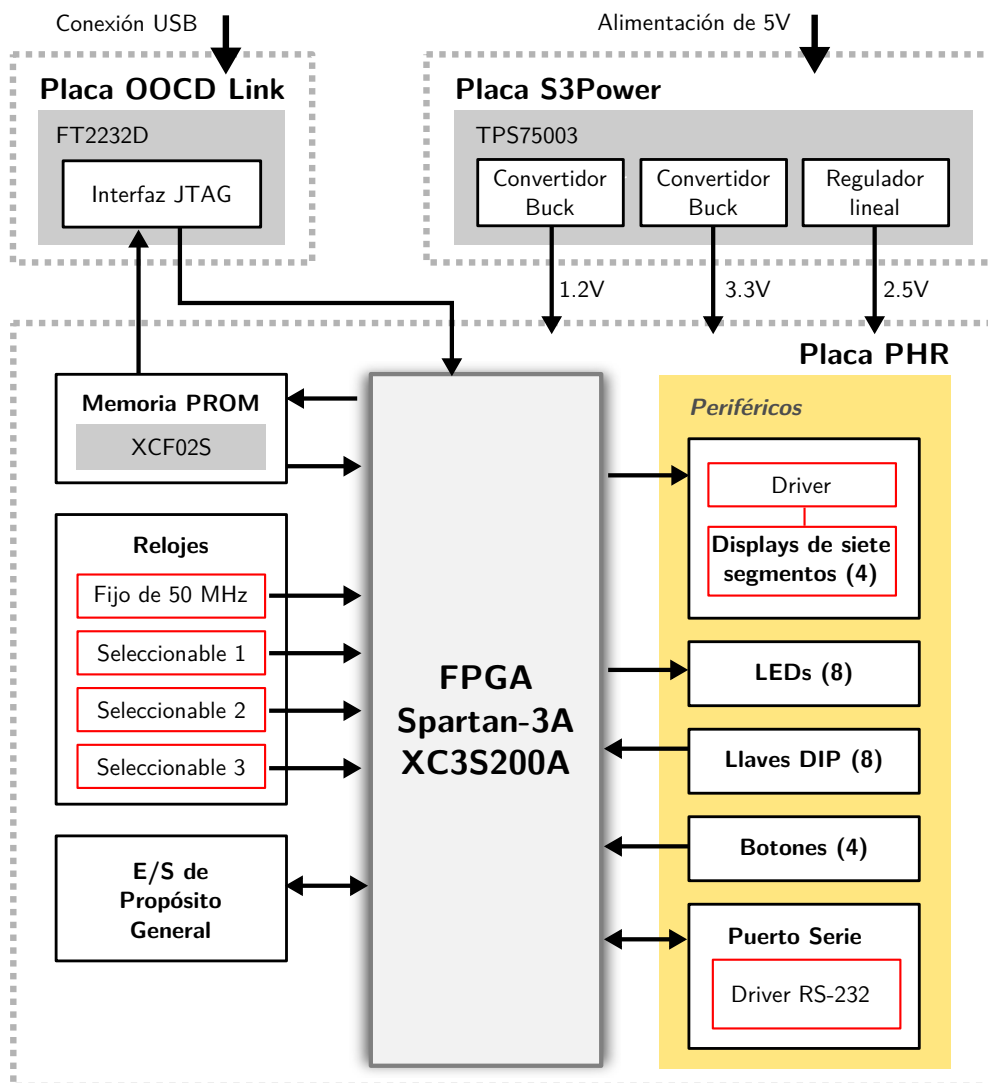 Conexión USB
Alimentación de 5V
Placa OOCD Link
FT2232D
Interfaz JTAG
Placa S3Power
TPS75003
Convertidor
Buck
Convertidor
Buck
Regulador
lineal
1.2V
3.3V
2.5V
Placa PHR
Memoria PROM
XCF02S
Relojes
Fijo de 50 MHz
Seleccionable 1
Seleccionable 2
Seleccionable 3
E/S de
Propósito
General
FPGA
Spartan-3A
XC3S200A
Periféricos
Driver
Displays de siete
segmentos (4)
LEDs (8)
Llaves DIP (8)
Botones (4)
Puerto Serie
Driver RS-232